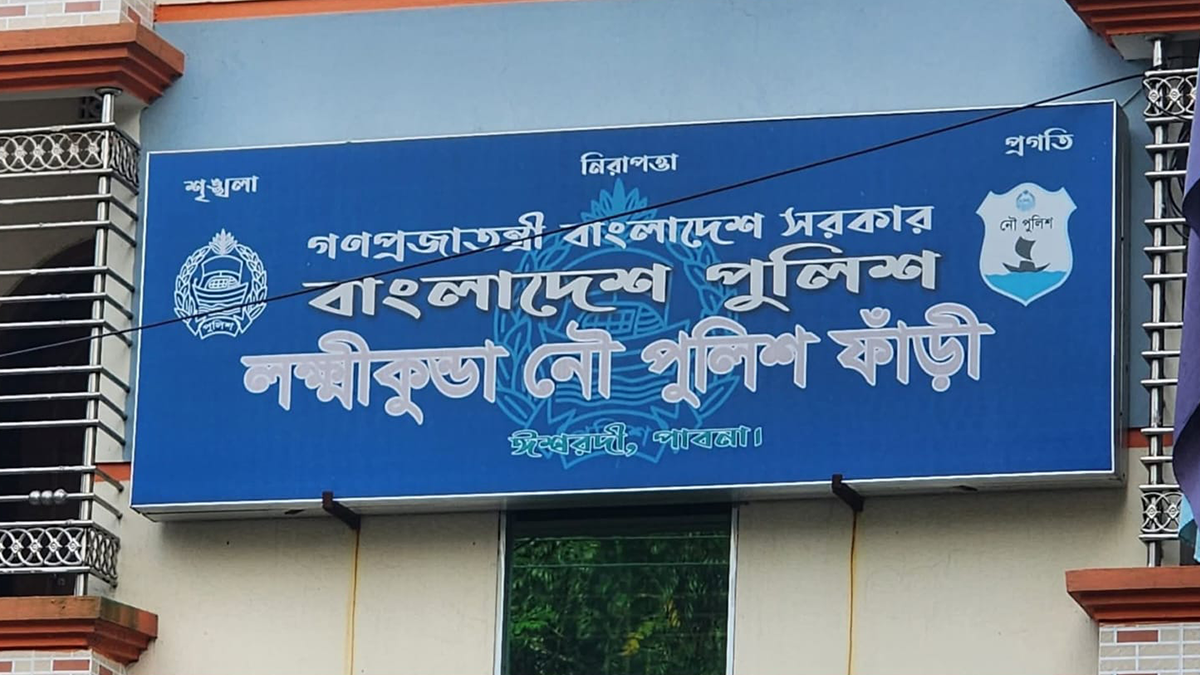 শৃঙ্খলা নিরাপত্তা প্রগতি
গণপ্রজাতন্ত্রী বাংলাদেশ সরকার
বাংলাদেশ পুলিশ
লক্ষ্মীকুন্ডা নৌ পুলিশ ফাঁড়ী
ঈশ্বরদী, পাবনা।
পুলিশ
নৌ পুলিশ